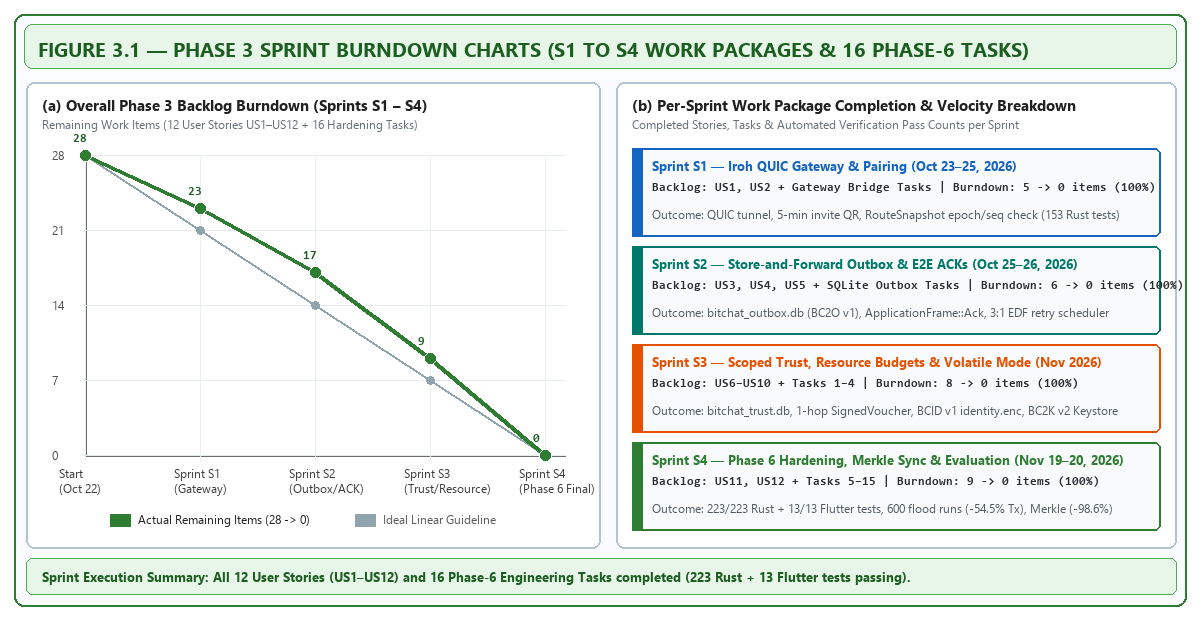 FIGURE 3.1 — PHASE 3 SPRINT BURNDOWN CHARTS (S1 TO S4 WORK PACKAGES & 16 PHASE-6 TASKS)
(a) Overall Phase 3 Backlog Burndown (Sprints S1 – S4)
Remaining Work Items (12 User Stories US1–US12 + 16 Hardening Tasks)
28
28
23
21
17
14
9
7
0
0
Start
(Oct 22)
Sprint S1
(Gateway)
Sprint S2
(Outbox/ACK)
Sprint S3
(Trust/Resource)
Sprint S4
(Phase 6 Final)
Actual Remaining Items (28 -> 0)
Ideal Linear Guideline
(b) Per-Sprint Work Package Completion & Velocity Breakdown
Completed Stories, Tasks & Automated Verification Pass Counts per Sprint
Sprint S1 — Iroh QUIC Gateway & Pairing (Oct 23–25, 2026)
Backlog: US1, US2 + Gateway Bridge Tasks | Burndown: 5 -> 0 items (100%)
Outcome: QUIC tunnel, 5-min invite QR, RouteSnapshot epoch/seq check (153 Rust tests)
Sprint S2 — Store-and-Forward Outbox & E2E ACKs (Oct 25–26, 2026)
Backlog: US3, US4, US5 + SQLite Outbox Tasks | Burndown: 6 -> 0 items (100%)
Outcome: bitchat_outbox.db (BC2O v1), ApplicationFrame::Ack, 3:1 EDF retry scheduler
Sprint S3 — Scoped Trust, Resource Budgets & Volatile Mode (Nov 2026)
Backlog: US6–US10 + Tasks 1–4 | Burndown: 8 -> 0 items (100%)
Outcome: bitchat_trust.db, 1-hop SignedVoucher, BCID v1 identity.enc, BC2K v2 Keystore
Sprint S4 — Phase 6 Hardening, Merkle Sync & Evaluation (Nov 19–20, 2026)
Backlog: US11, US12 + Tasks 5–15 | Burndown: 9 -> 0 items (100%)
Outcome: 223/223 Rust + 13/13 Flutter tests, 600 flood runs (-54.5% Tx), Merkle (-98.6%)
Sprint Execution Summary: All 12 User Stories (US1–US12) and 16 Phase-6 Engineering Tasks completed (223 Rust + 13 Flutter tests passing).